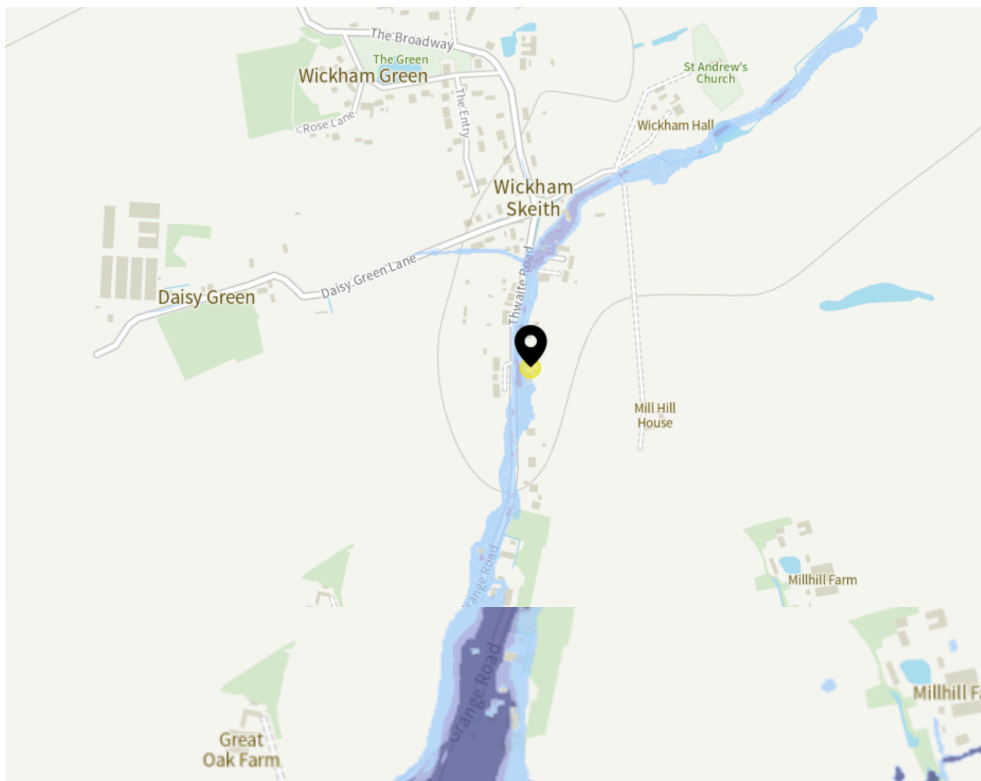 The Broadway
The Green
Wickham Green
St Andrew's
Church
The Entry
Rose Lane
Wickham Hall
Wickham
Skeith
Thwaite Road
Daisy Green Lane
Daisy Green
Mill Hill
House
Grange Road
Millhill Farm
Grange Road
Millhill Fa
Great
Oak Farm